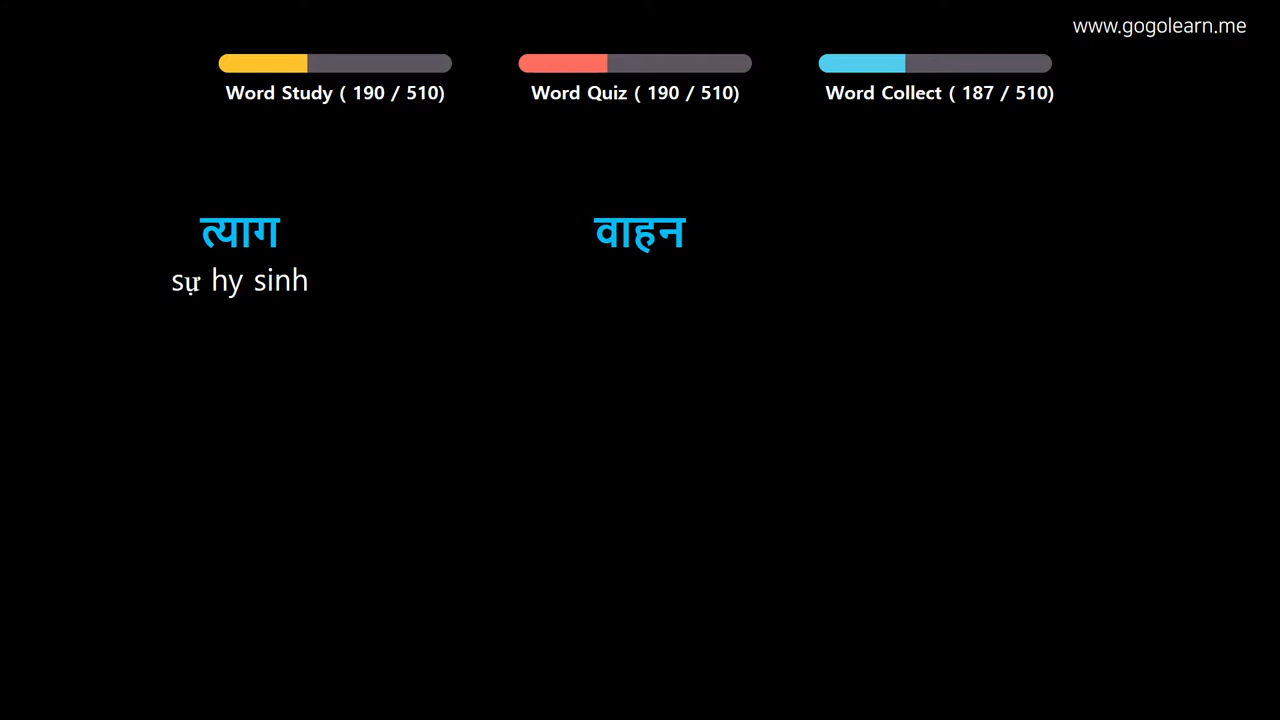 www.gogolearn.me
Word Study ( 190 / 510)
Word Quiz ( 190 / 510)
Word Collect ( 187 / 510)
त्याग
वाहन
sự hy sinh